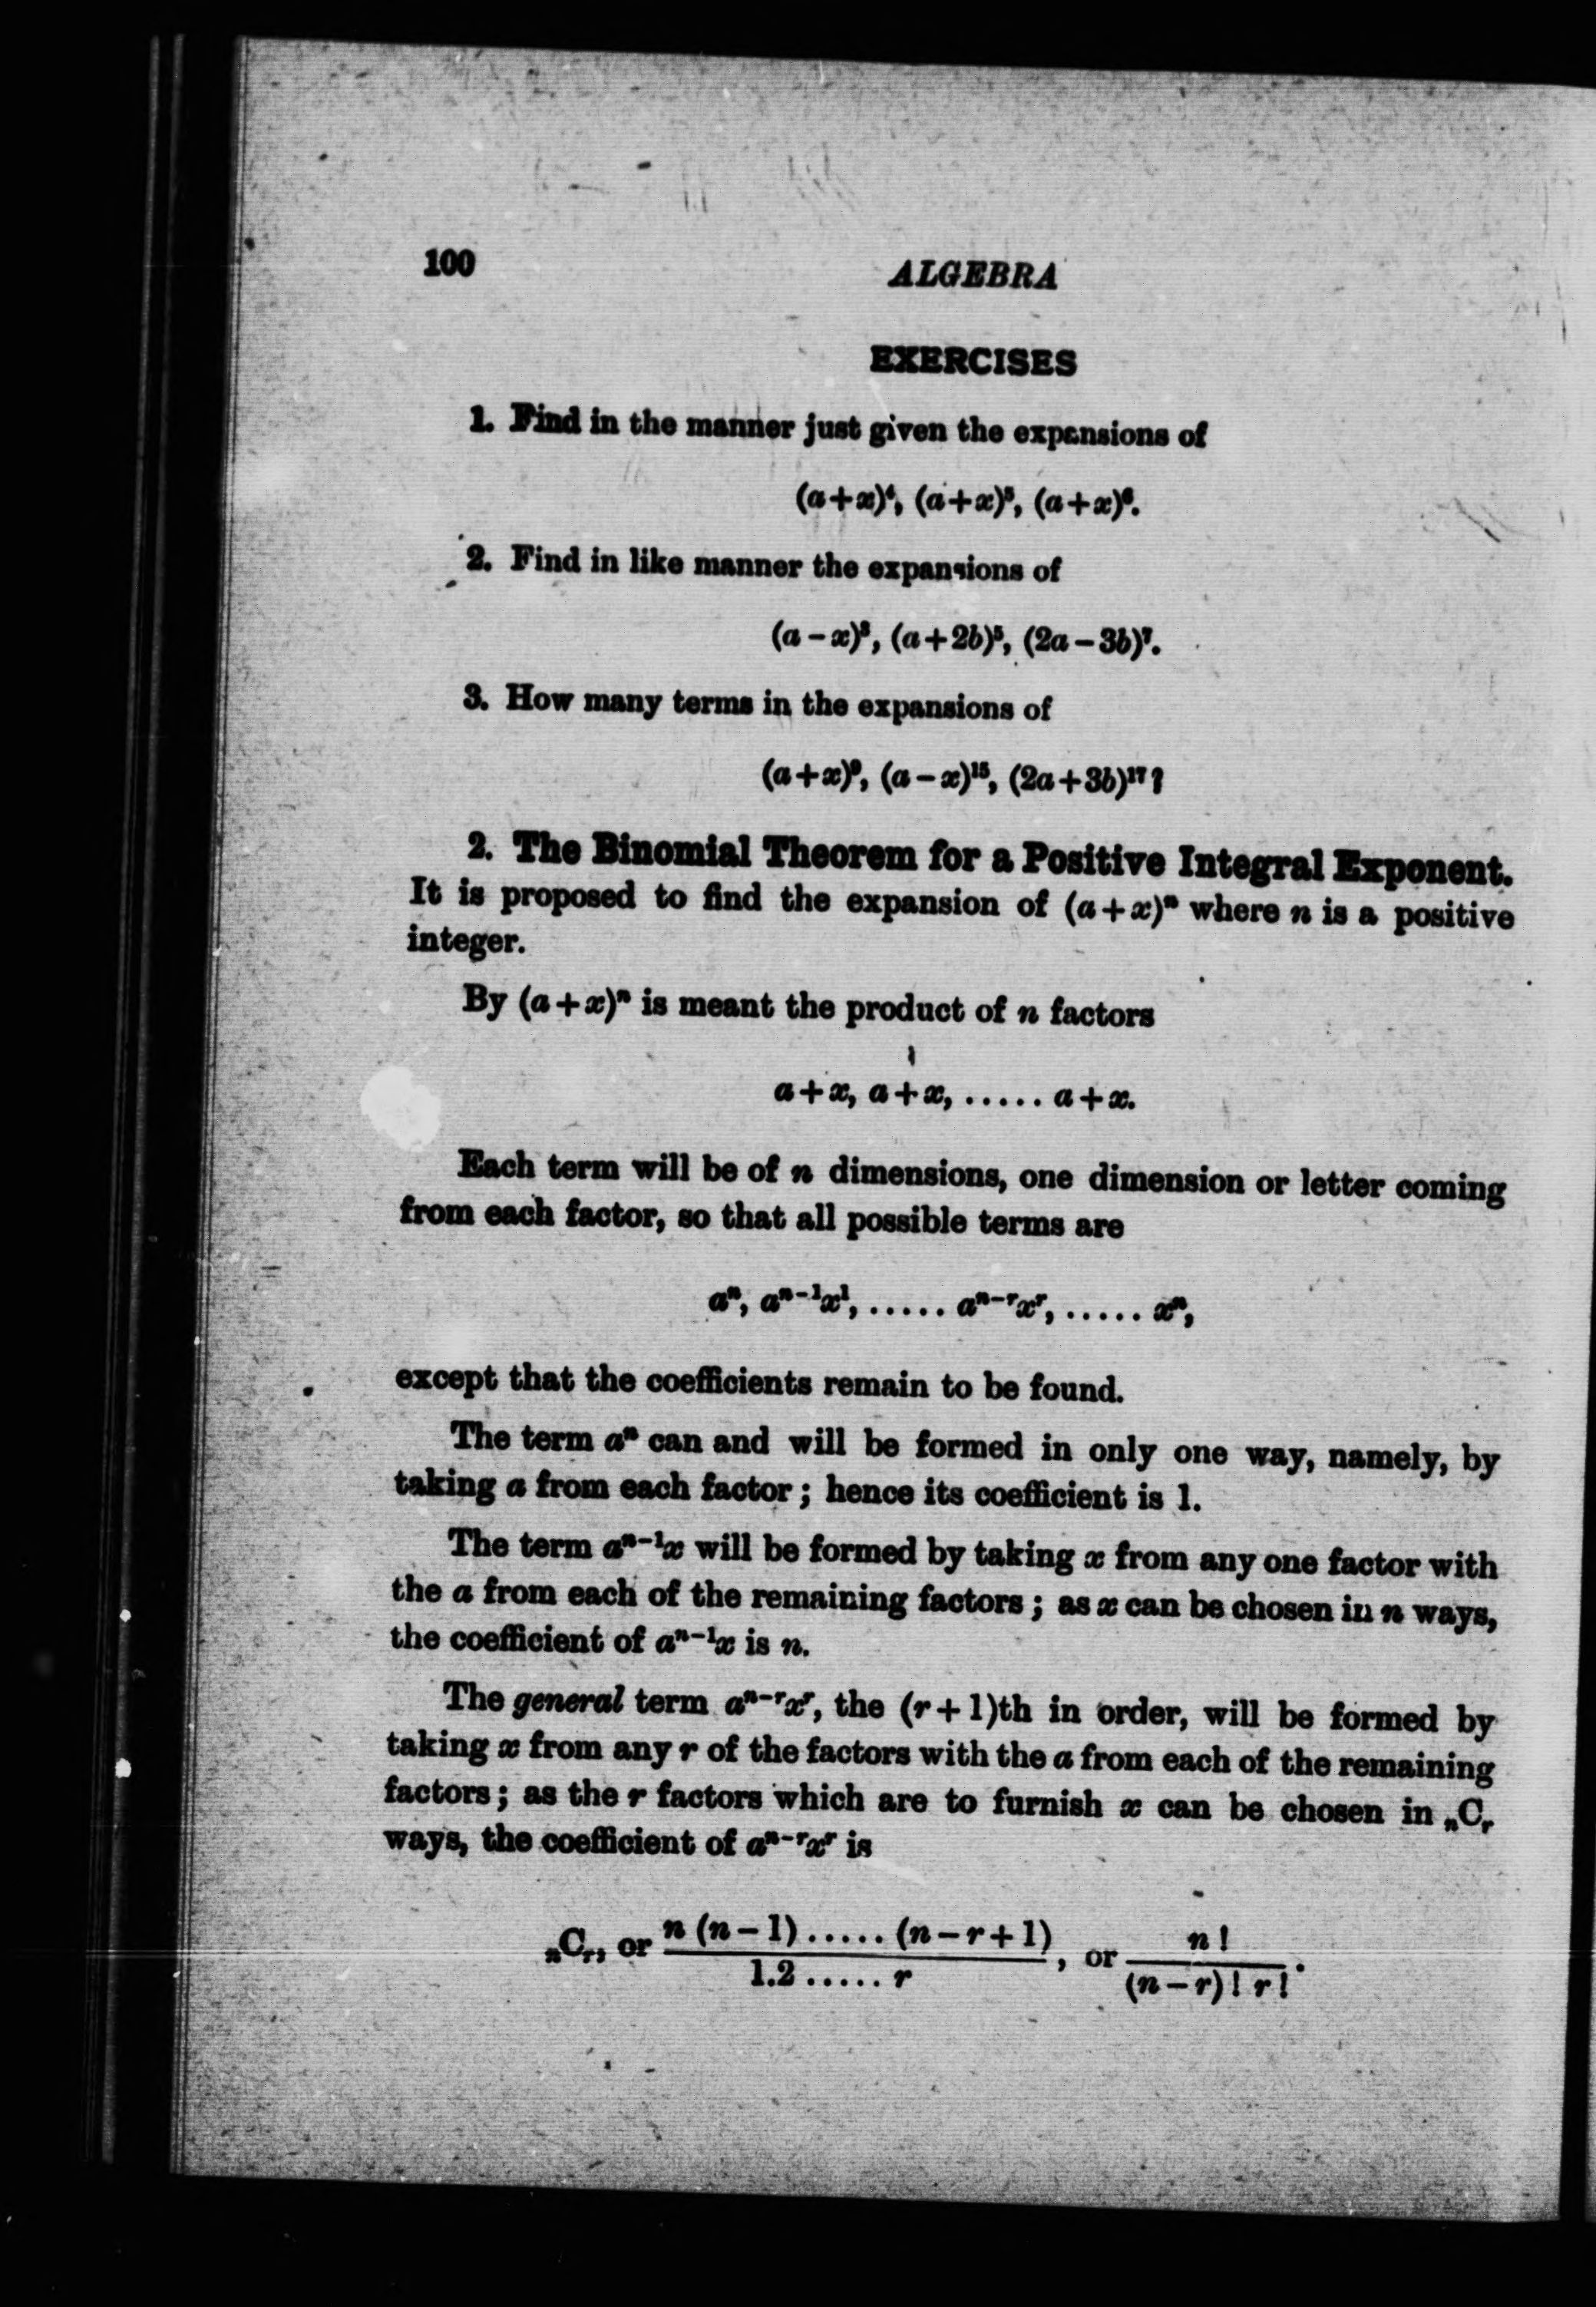 100
ALGEBRA
EXERCISES
1. Find in the manner just given the expansions of
(a+x)⁴, (a+x)⁵, (a+x)⁶.
2. Find in like manner the expansions of
(a−x)³, (a+2b)⁵, (2a−3b)⁷.
3. How many terms in the expansions of
(a+x)⁹, (a−x)¹⁵, (2a+3b)¹⁷?
2. The Binomial Theorem for a Positive Integral Exponent.
It is proposed to find the expansion of (a+x)ⁿ where n is a positive
integer.
By (a+x)ⁿ is meant the product of n factors
a+x, a+x, ..... a+x.
Each term will be of n dimensions, one dimension or letter coming
from each factor, so that all possible terms are
aⁿ, aⁿ⁻¹x¹, ..... aⁿ⁻ʳxʳ, ..... xⁿ,
except that the coefficients remain to be found.
The term aⁿ can and will be formed in only one way, namely, by
taking a from each factor; hence its coefficient is 1.
The term aⁿ⁻¹x will be formed by taking x from any one factor with
the a from each of the remaining factors; as x can be chosen in n ways,
the coefficient of aⁿ⁻¹x is n.
The general term aⁿ⁻ʳxʳ, the (r+1)th in order, will be formed by
taking x from any r of the factors with the a from each of the remaining
factors; as the r factors which are to furnish x can be chosen in ₙCᵣ
ways, the coefficient of aⁿ⁻ʳxʳ is
ₙCᵣ, or n(n−1).....(n−r+1) / 1.2.....r, or n! / (n−r)! r!.